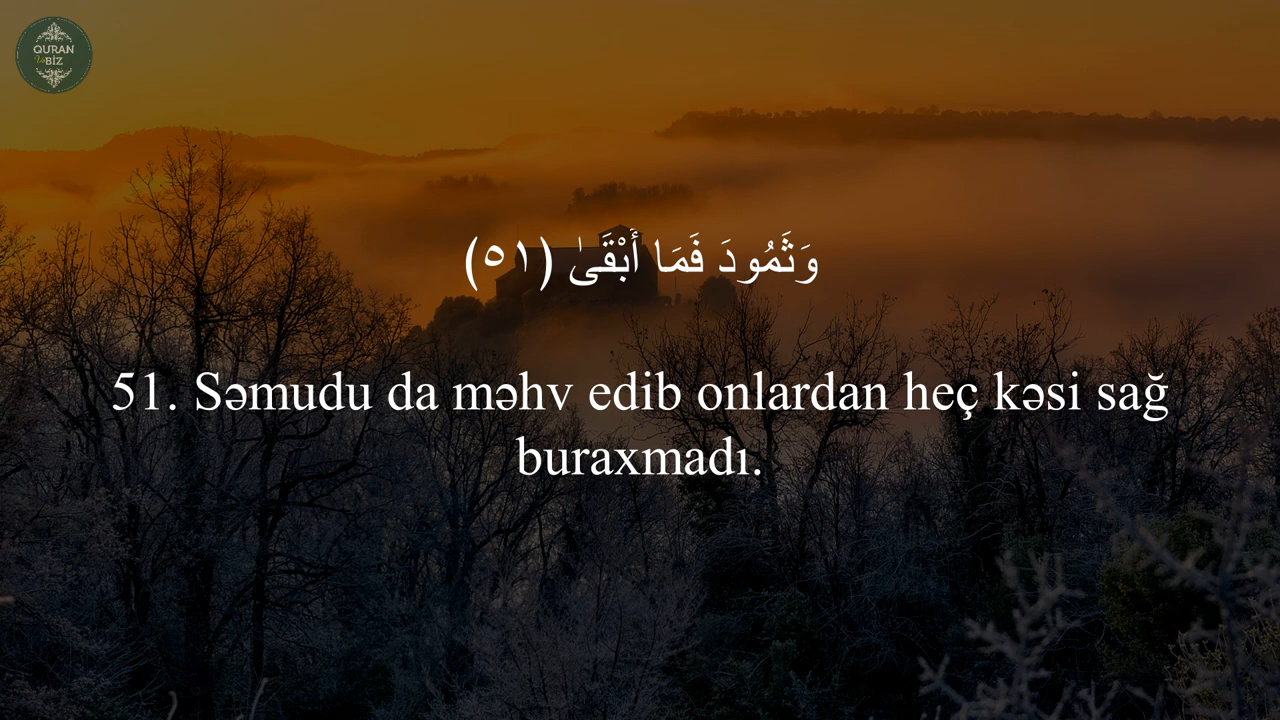 QURAN
Və BİZ
وَثَمُودَ فَمَا أَبْقَىٰ (٥١)
51. Səmudu da məhv edib onlardan heç kəsi sağ
buraxmadı.